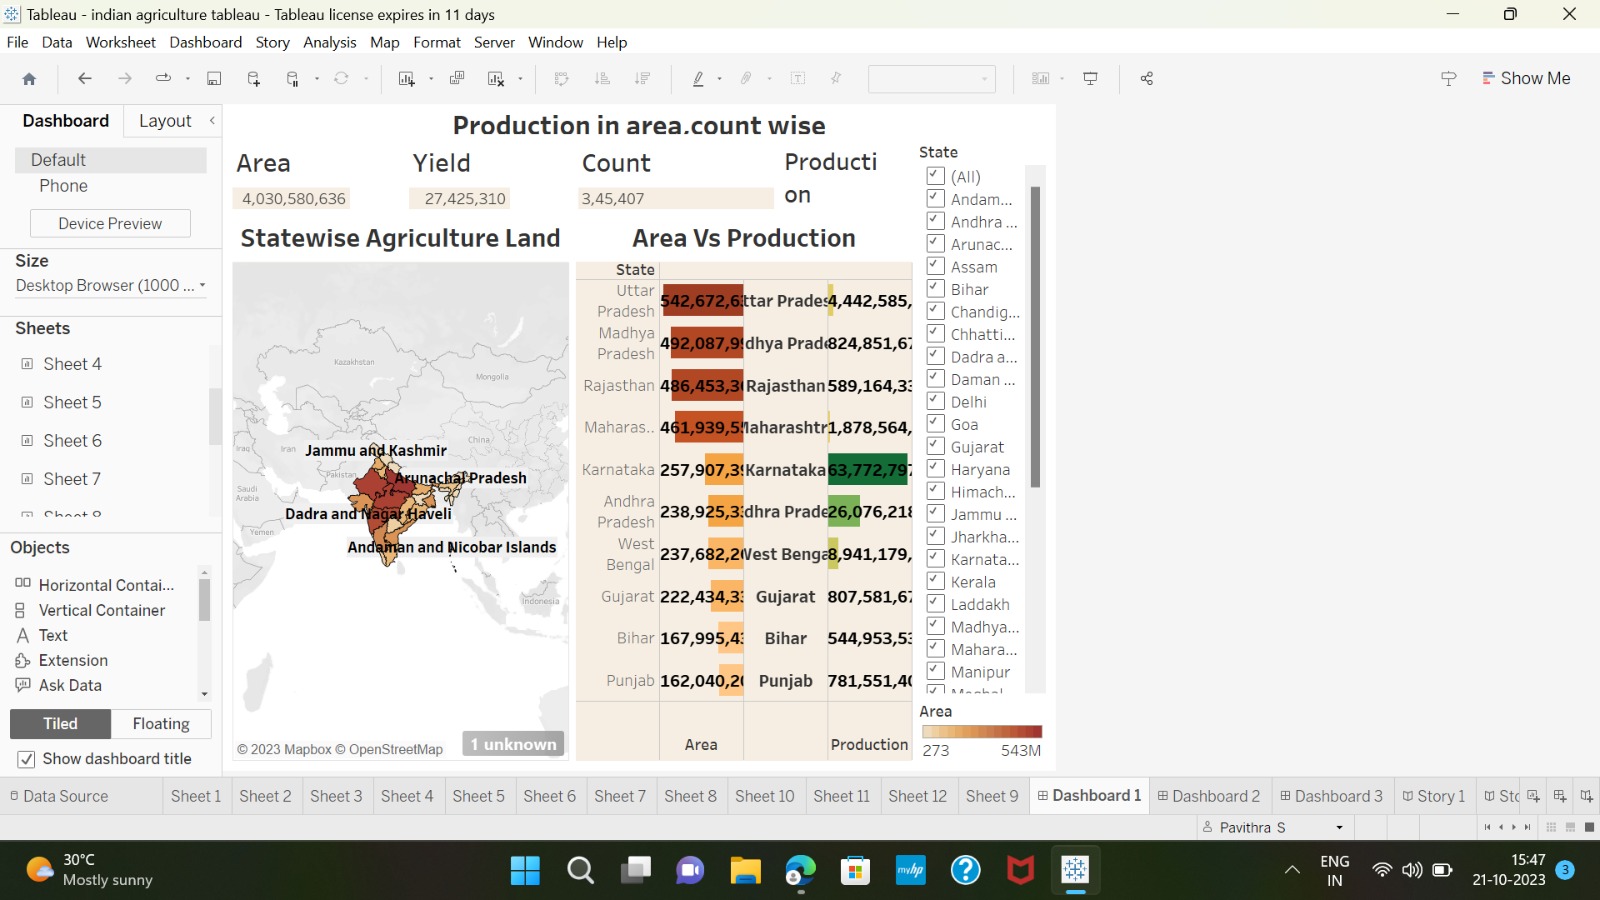 Tableau - indian agriculture tableau - Tableau license expires in 11 days
File Data Worksheet Dashboard Story Analysis Map Format Server Window Help
Show Me
Dashboard Layout
Default
Phone
Device Preview
Size
Desktop Browser (1000 ...
Sheets
Sheet 4
Sheet 5
Sheet 6
Sheet 7
Sheet 8
Objects
Horizontal Contai...
Vertical Container
Text
Extension
Ask Data
Tiled Floating
Show dashboard title
Production in area.count wise
Area Yield Count Producti
on
4,030,580,636 27,425,310 3,45,407
Statewise Agriculture Land
Kazakhstan
Mongolia
China
Iraq
Iran
Pakistan
Saudi
Arabia
Yemen
Indonesia
Jammu and Kashmir
Arunachal Pradesh
Dadra and Nagar Haveli
Andaman and Nicobar Islands
© 2023 Mapbox © OpenStreetMap
1 unknown
Area Vs Production
State
Uttar
Pradesh
542,672,6 ttar Prades 4,442,585,
Madhya
Pradesh
492,087,9 dhya Prad 824,851,67
Rajasthan 486,453,3 Rajasthan 589,164,33
Maharas.. 461,939,5 Maharashtr 1,878,564,
Karnataka 257,907,39 Karnataka 63,772,797
Andhra
Pradesh
238,925,33 dhra Prade 26,076,218
West
Bengal
237,682,20 West Benga 8,941,179,
Gujarat 222,434,33 Gujarat 807,581,67
Bihar 167,995,43 Bihar 544,953,53
Punjab 162,040,20 Punjab 781,551,40
Area Production
State
(All)
Andam...
Andhra ...
Arunac...
Assam
Bihar
Chandig...
Chhatti...
Dadra a...
Daman ...
Delhi
Goa
Gujarat
Haryana
Himach...
Jammu ...
Jharkha...
Karnata...
Kerala
Laddakh
Madhya...
Mahara...
Manipur
Area
273 543M
Data Source Sheet 1 Sheet 2 Sheet 3 Sheet 4 Sheet 5 Sheet 6 Sheet 7 Sheet 8 Sheet 10 Sheet 11 Sheet 12 Sheet 9 Dashboard 1 Dashboard 2 Dashboard 3 Story 1 Sto
Pavithra S
30°C
Mostly sunny
myhp
ENG
IN
15:47
21-10-2023
3